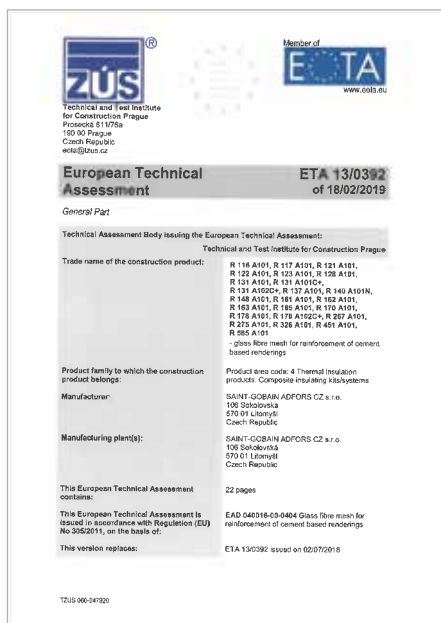 ®
ZÚS
Technical and Test Institute
for Construction Prague
Prosecká 811/76a
190 00 Prague
Czech Republic
eota@tzus.cz
Member of
EOTA
www.eota.eu
European Technical
Assessment
ETA 13/0392
of 18/02/2019
General Part
Technical Assessment Body issuing the European Technical Assessment:
Technical and Test Institute for Construction Prague
Trade name of the construction product:
R 116 A101, R 117 A101, R 121 A101,
R 122 A101, R 123 A101, R 128 A101,
R 131 A101, R 131 A101C+,
R 131 A102C+, R 137 A101, R 140 A101N,
R 148 A101, R 161 A101, R 162 A101,
R 163 A101, R 165 A101, R 170 A101,
R 178 A101, R 178 A102C+, R 267 A101,
R 275 A101, R 326 A101, R 451 A101,
R 585 A101
- glass fibre mesh for reinforcement of cement
based renderings
Product family to which the construction
product belongs:
Product area code: 4 Thermal insulation
products. Composite insulating kits/systems
Manufacturer:
SAINT-GOBAIN ADFORS CZ s.r.o.
106 Sokolovská
570 01 Litomyšl
Czech Republic
Manufacturing plant(s):
SAINT-GOBAIN ADFORS CZ s.r.o.
106 Sokolovská
570 01 Litomyšl
Czech Republic
This European Technical Assessment
contains:
22 pages
This European Technical Assessment is
issued in accordance with Regulation (EU)
No 305/2011, on the basis of:
EAD 040016-00-0404 Glass fibre mesh for
reinforcement of cement based renderings
This version replaces:
ETA 13/0392 issued on 02/07/2018
TZUS 060-047320